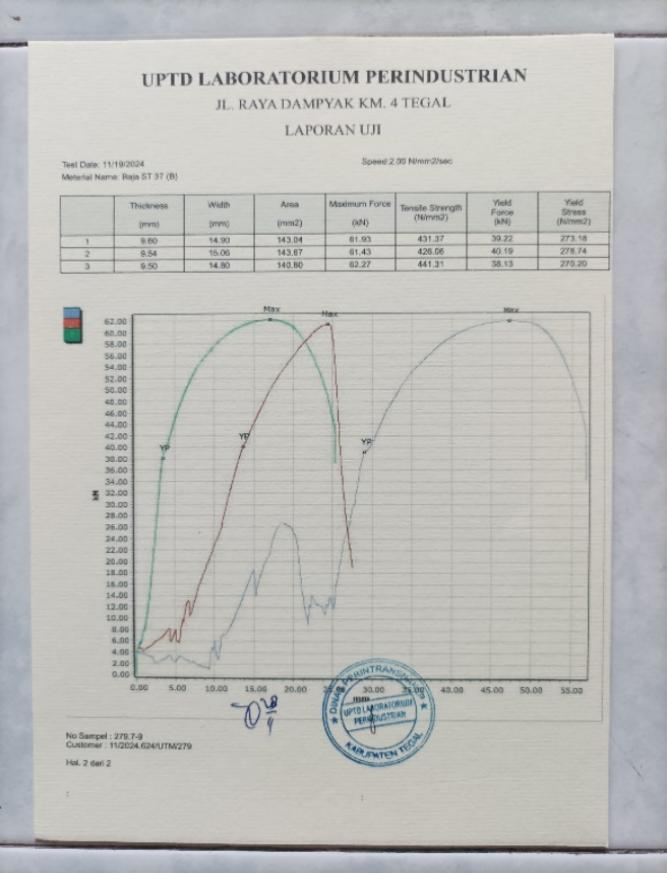 UPTD LABORATORIUM PERINDUSTRIAN
JL. RAYA DAMPYAK KM. 4 TEGAL
LAPORAN UJI
Test Date: 11/19/2024 Speed:2.00 N/mm2/sec
Meterial Name: Raja ST 37 (B)
Thickness (mm) Width (mm) Area (mm2) Maximum Force (kN) Tensile Strength (N/mm2) Yield Force (kN) Yield Stress (N/mm2)
1 9.60 14.90 143.04 61.93 431.37 39.22 273.18
2 9.54 15.06 143.67 61.43 426.06 40.19 278.74
3 9.50 14.80 140.60 62.27 441.31 38.13 270.20
Max Max Max
62.00
60.00
58.00
56.00
54.00
52.00
50.00
48.00
46.00
44.00
42.00
40.00
38.00
36.00
34.00
32.00
30.00
28.00
26.00
24.00
22.00
20.00
18.00
16.00
14.00
12.00
10.00
8.00
6.00
4.00
2.00
0.00
YP YP YP
kN
0.00 5.00 10.00 15.00 20.00 30.00 35.00 40.00 45.00 50.00 55.00
mm
UPTD LABORATORIUM
PERINDUSTRIAN
KABUPATEN TEGAL
No Sampel : 279.7-9
Customer : 11/2024.624/UTM/279
Hal. 2 dari 2